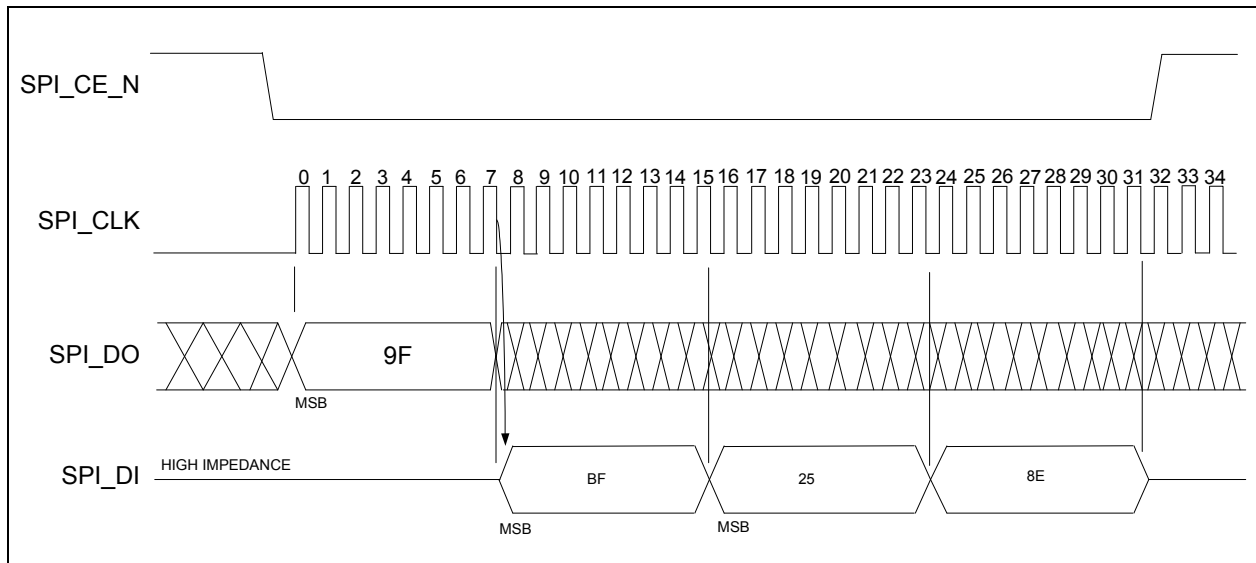 SPI_CE_N
0 1 2 3 4 5 6 7 8 9 10 11 12 13 14 15 16 17 18 19 20 21 22 23 24 25 26 27 28 29 30 31 32 33 34
SPI_CLK
SPI_DO
9F
MSB
HIGH IMPEDANCE
SPI_DI
BF
25
8E
MSB
MSB